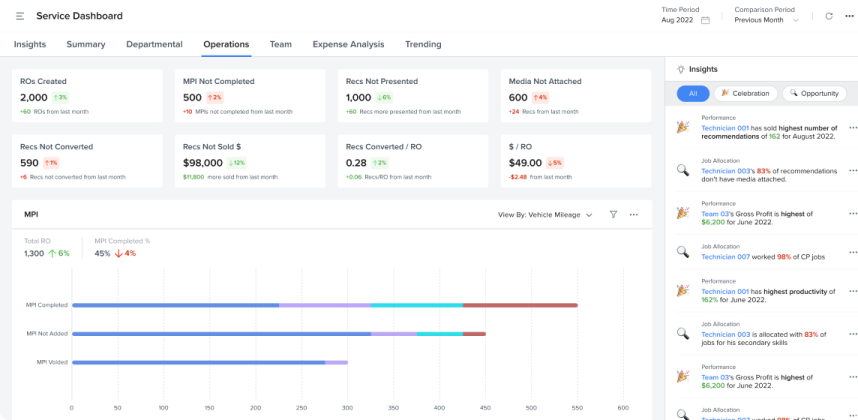 Service Dashboard
Time Period
Aug 2022
Comparison Period
Previous Month
Insights
Summary
Departmental
Operations
Team
Expense Analysis
Trending
ROs Created
2,000 ↑3%
+60 ROs from last month
MPI Not Completed
500 ↑2%
+10 MPIs not completed from last month
Recs Not Presented
1,000 ↓6%
+60 Recs more presented from last month
Media Not Attached
600 ↑4%
+24 Recs from last month
Recs Not Converted
590 ↑1%
+6 Recs not converted from last month
Recs Not Sold $
$98,000 ↓12%
$11,800 more sold from last month
Recs Converted / RO
0.28 ↑2%
+0.06 Recs/RO from last month
$ / RO
$49.00 ↓5%
-$2.48 from last month
MPI
View By: Vehicle Mileage
Total RO
1,300 ↑ 6%
MPI Completed %
45% ↓ 4%
MPI Completed
MPI Not Added
MPI Voided
0 50 100 150 200 250 300 350 400 450 500 550 600
Insights
All
Celebration
Opportunity
Performance
Technician 001 has sold highest number of
recommendations of 162 for August 2022.
Job Allocation
Technician 003's 83% of recommendations
don't have media attached.
Performance
Team 03's Gross Profit is highest of
$6,200 for June 2022.
Job Allocation
Technician 007 worked 98% of CP jobs
Performance
Technician 001 has highest productivity of
162% for June 2022.
Job Allocation
Technician 003 is allocated with 83% of
jobs for his secondary skills
Performance
Team 03's Gross Profit is highest of
$6,200 for June 2022.
Job Allocation
Technician 007 worked 98% of CP jobs